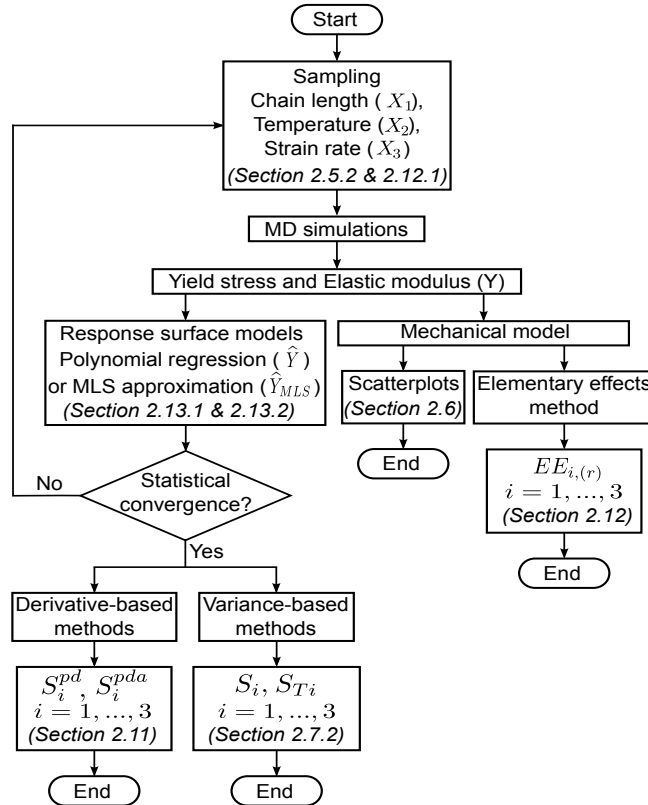 Start
Sampling
Chain length ( X₁),
Temperature (X₂),
Strain rate ( X₃)
(Section 2.5.2 & 2.12.1)
MD simulations
Yield stress and Elastic modulus (Y)
Response surface models
Polynomial regression ( Ŷ )
or MLS approximation ( Ŷ_MLS)
(Section 2.13.1 & 2.13.2)
Mechanical model
Scatterplots
(Section 2.6)
End
Elementary effects
method
EE_i,(r)
i = 1, ..., 3
(Section 2.12)
End
No
Statistical
convergence?
Yes
Derivative-based
methods
S_i^pd, S_i^pda
i = 1, ..., 3
(Section 2.11)
End
Variance-based
methods
S_i, S_Ti
i = 1, ..., 3
(Section 2.7.2)
End